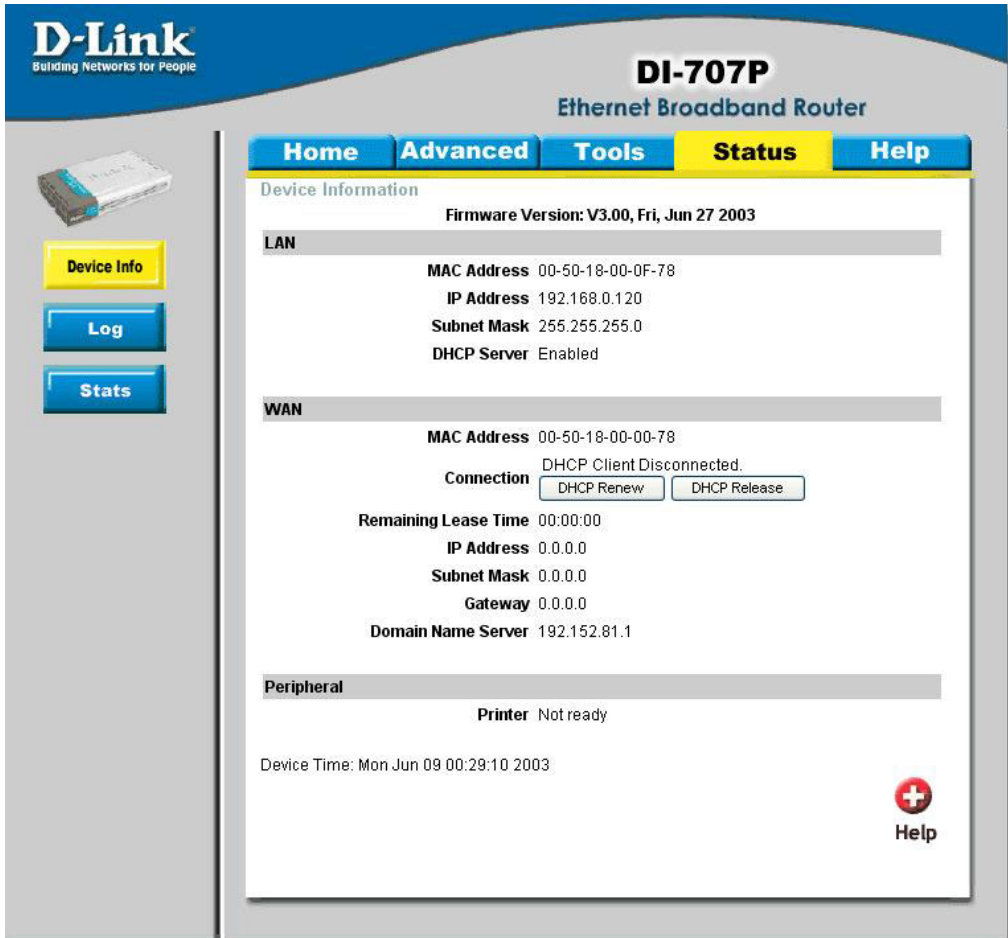 D-Link
Building Networks for People
DI-707P
Ethernet Broadband Router
Home Advanced Tools Status Help
Device Info
Log
Stats
Device Information
Firmware Version: V3.00, Fri, Jun 27 2003
LAN
MAC Address 00-50-18-00-0F-78
IP Address 192.168.0.120
Subnet Mask 255.255.255.0
DHCP Server Enabled
WAN
MAC Address 00-50-18-00-00-78
Connection DHCP Client Disconnected.
DHCP Renew DHCP Release
Remaining Lease Time 00:00:00
IP Address 0.0.0.0
Subnet Mask 0.0.0.0
Gateway 0.0.0.0
Domain Name Server 192.152.81.1
Peripheral
Printer Not ready
Device Time: Mon Jun 09 00:29:10 2003
Help